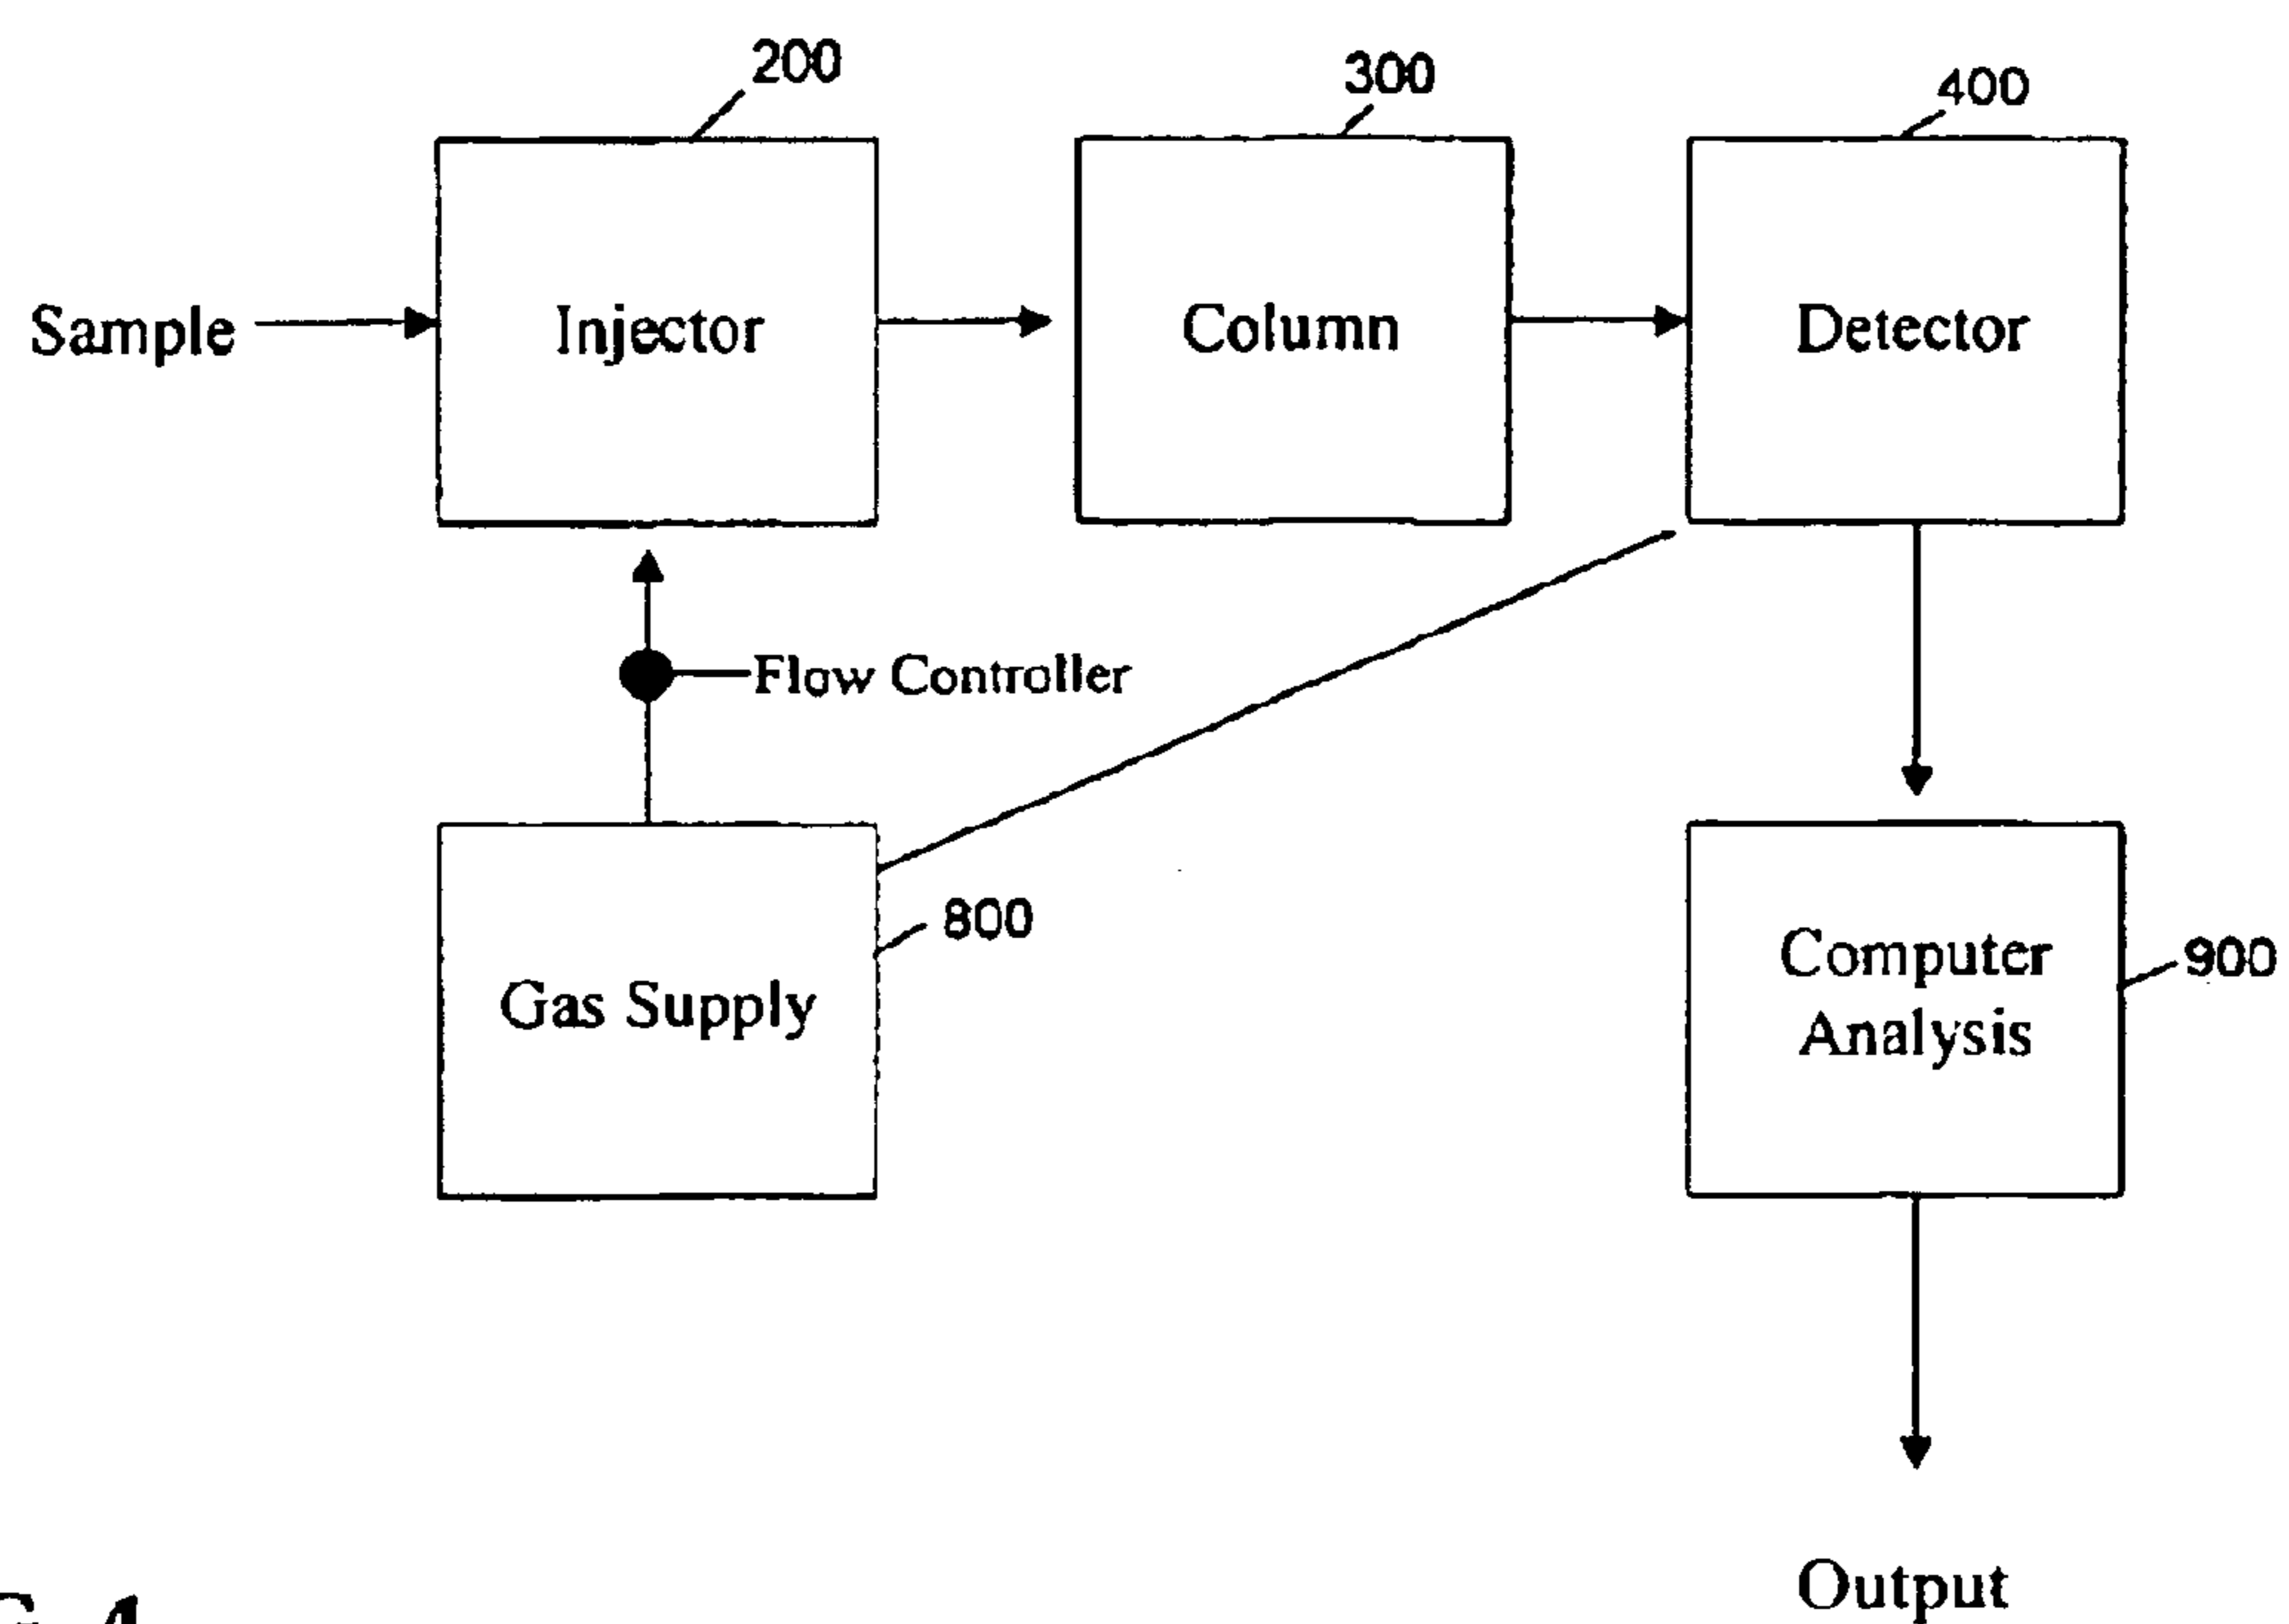 200
300
400
Sample
Injector
Column
Detector
Flow Controller
800
Gas Supply
Computer
Analysis
900
Output